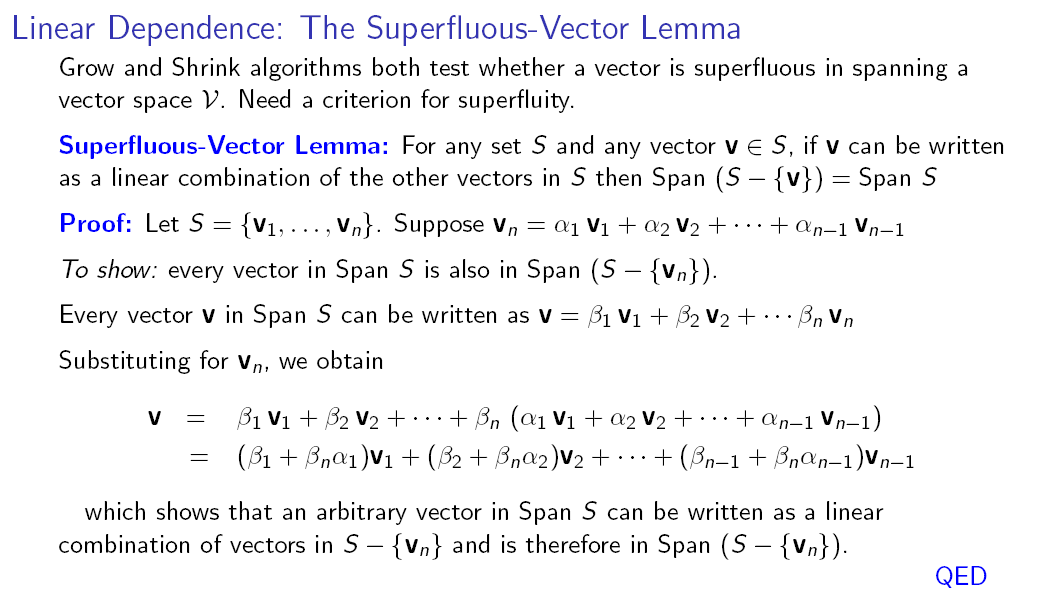 Linear Dependence: The Superfluous-Vector Lemma
Grow and Shrink algorithms both test whether a vector is superfluous in spanning a
vector space 𝒱. Need a criterion for superfluity.
Superfluous-Vector Lemma: For any set S and any vector v ∈ S, if v can be written
as a linear combination of the other vectors in S then Span (S − {v}) = Span S
Proof: Let S = {v₁, . . . , vₙ}. Suppose vₙ = α₁ v₁ + α₂ v₂ + · · · + αₙ₋₁ vₙ₋₁
To show: every vector in Span S is also in Span (S − {vₙ}).
Every vector v in Span S can be written as v = β₁ v₁ + β₂ v₂ + · · · βₙ vₙ
Substituting for vₙ, we obtain
v = β₁ v₁ + β₂ v₂ + · · · + βₙ (α₁ v₁ + α₂ v₂ + · · · + αₙ₋₁ vₙ₋₁)
= (β₁ + βₙα₁)v₁ + (β₂ + βₙα₂)v₂ + · · · + (βₙ₋₁ + βₙαₙ₋₁)vₙ₋₁
which shows that an arbitrary vector in Span S can be written as a linear
combination of vectors in S − {vₙ} and is therefore in Span (S − {vₙ}).
QED